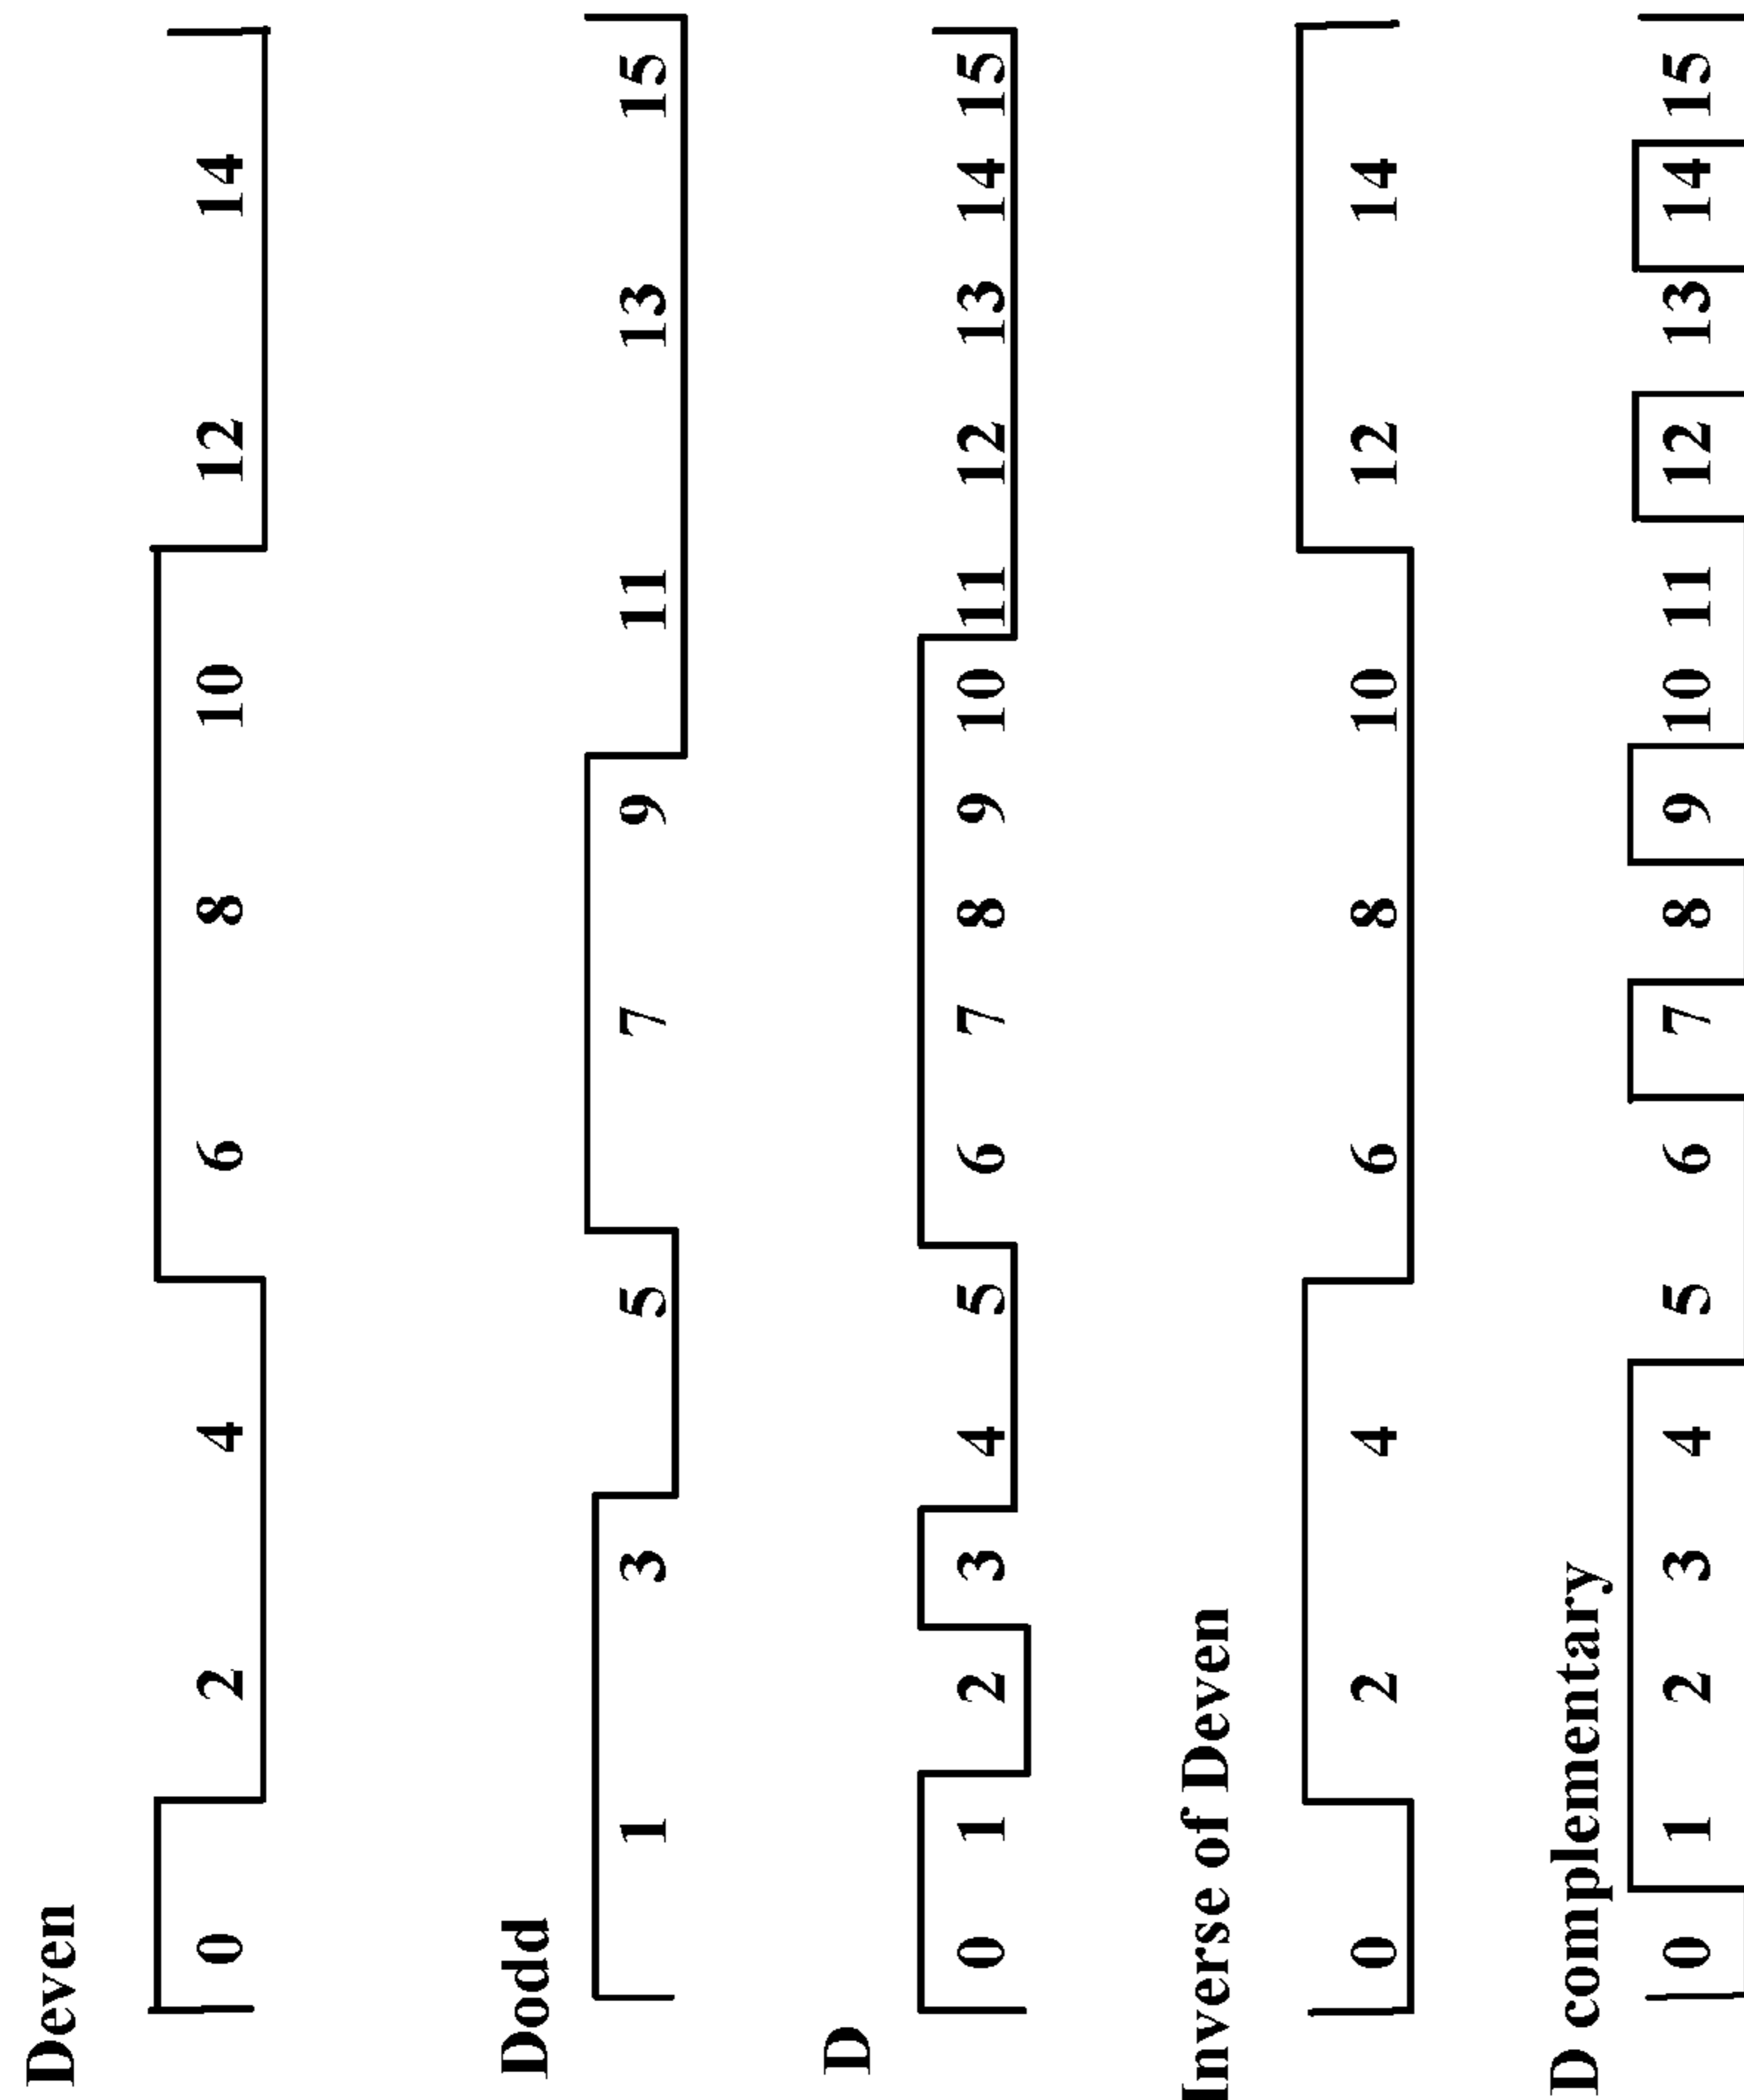 Deven
0 2 4 6 8 10 12 14
Dodd
1 3 5 7 9 11 13 15
D
0 1 2 3 4 5 6 7 8 9 10 11 12 13 14 15
Inverse of Deven
0 2 4 6 8 10 12 14
D complementary
0 1 2 3 4 5 6 7 8 9 10 11 12 13 14 15